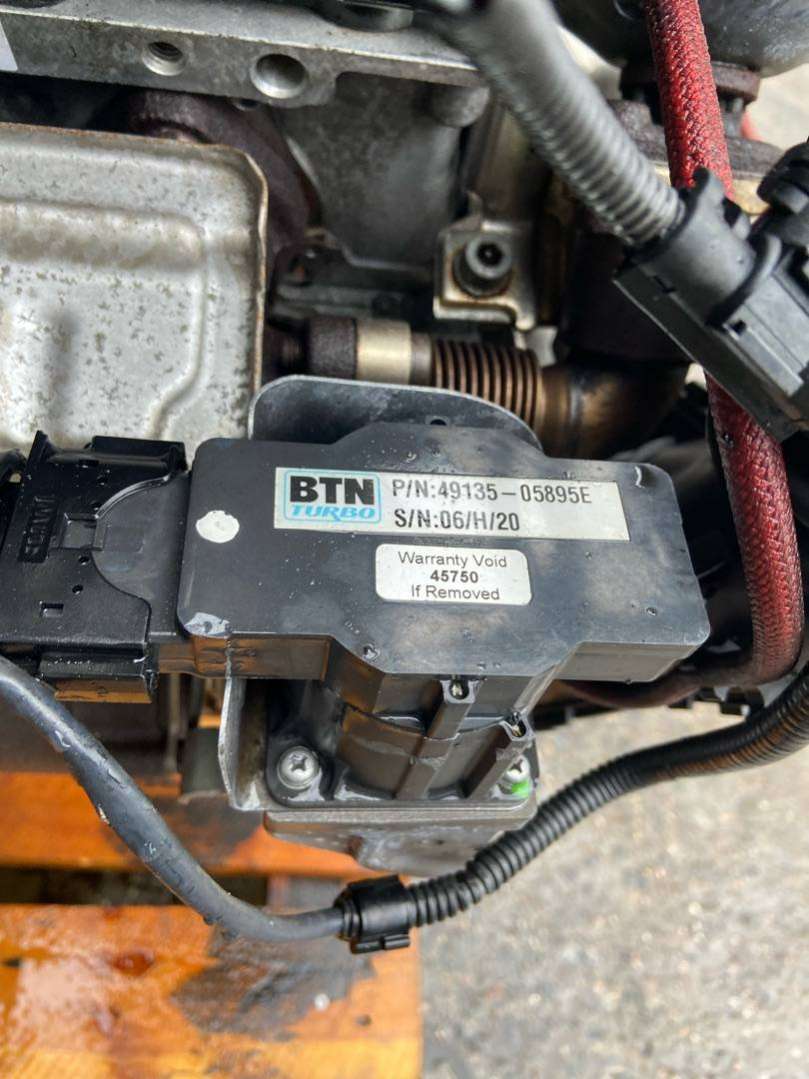 BTN
TURBO
P/N:49135-05895E
S/N:06/H/20
Warranty Void
45750
If Removed